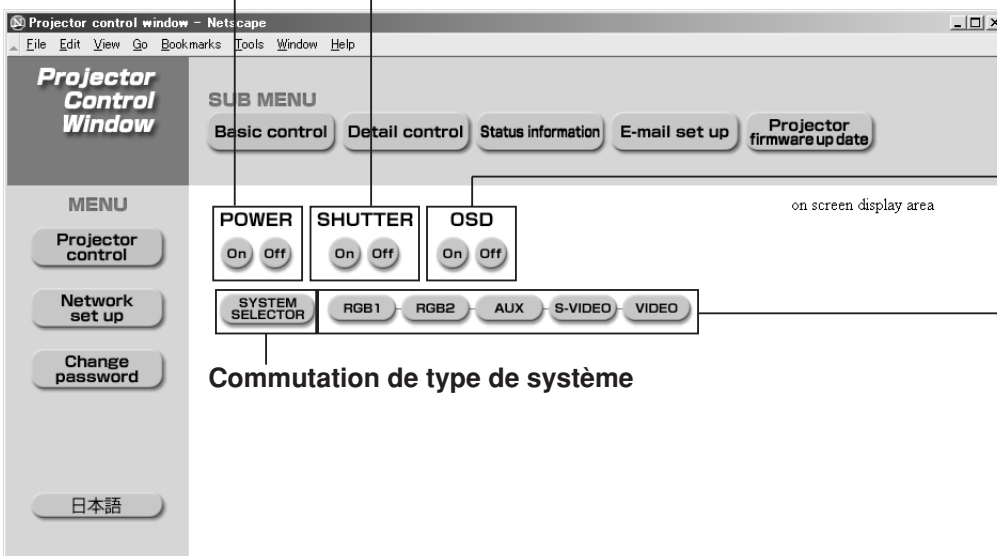 Projector control window - Netscape
File Edit View Go Bookmarks Tools Window Help
Projector
Control
Window
SUB MENU
Basic control Detail control Status information E-mail set up Projector firmware up date
MENU
Projector control
Network set up
Change password
日本語
POWER SHUTTER OSD
On Off On Off On Off
on screen display area
SYSTEM SELECTOR RGB1 RGB2 AUX S-VIDEO VIDEO
Commutation de type de système